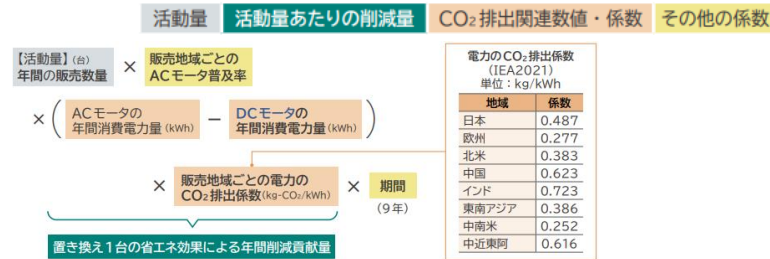 活動量 活動量あたりの削減量 CO₂排出関連数値・係数 その他の係数
【活動量】(台)
年間の販売数量
×
販売地域ごとの
ACモータ普及率
×
(
ACモータの
年間消費電力量(kWh)
−
DCモータの
年間消費電力量(kWh)
)
×
販売地域ごとの電力の
CO₂排出係数(kg-CO₂/kWh)
×
期間
(9年)
置き換え1台の省エネ効果による年間削減貢献量
電力のCO₂排出係数
(IEA2021)
単位：kg/kWh
地域 係数
日本 0.487
欧州 0.277
北米 0.383
中国 0.623
インド 0.723
東南アジア 0.386
中南米 0.252
中近東阿 0.616